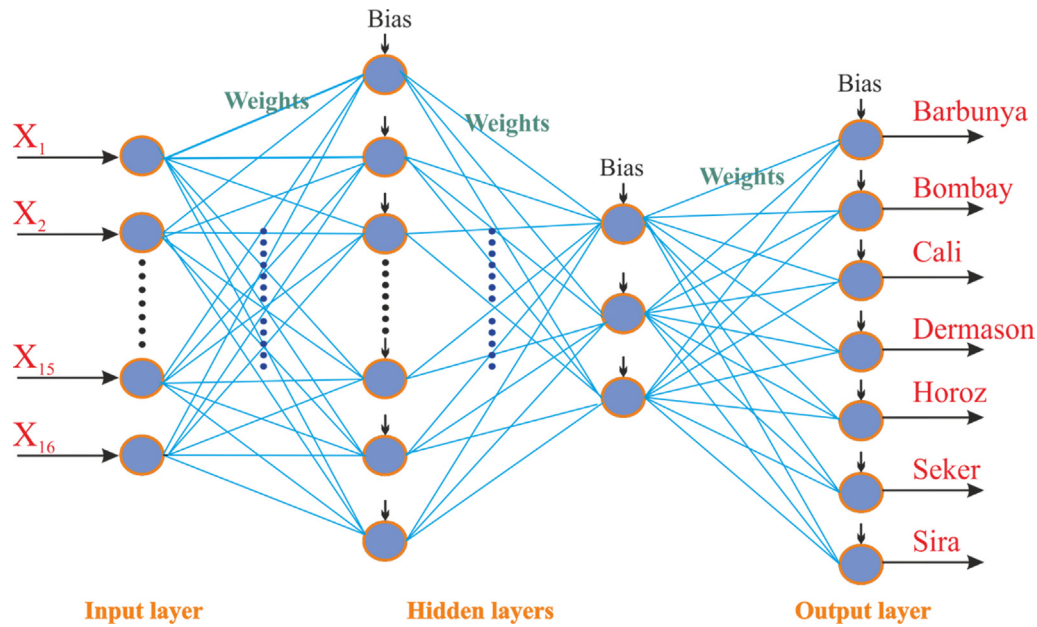 Bias
Weights
Weights
Bias
Bias
Weights
X1
X2
X15
X16
Barbunya
Bombay
Cali
Dermason
Horoz
Seker
Sira
Input layer
Hidden layers
Output layer